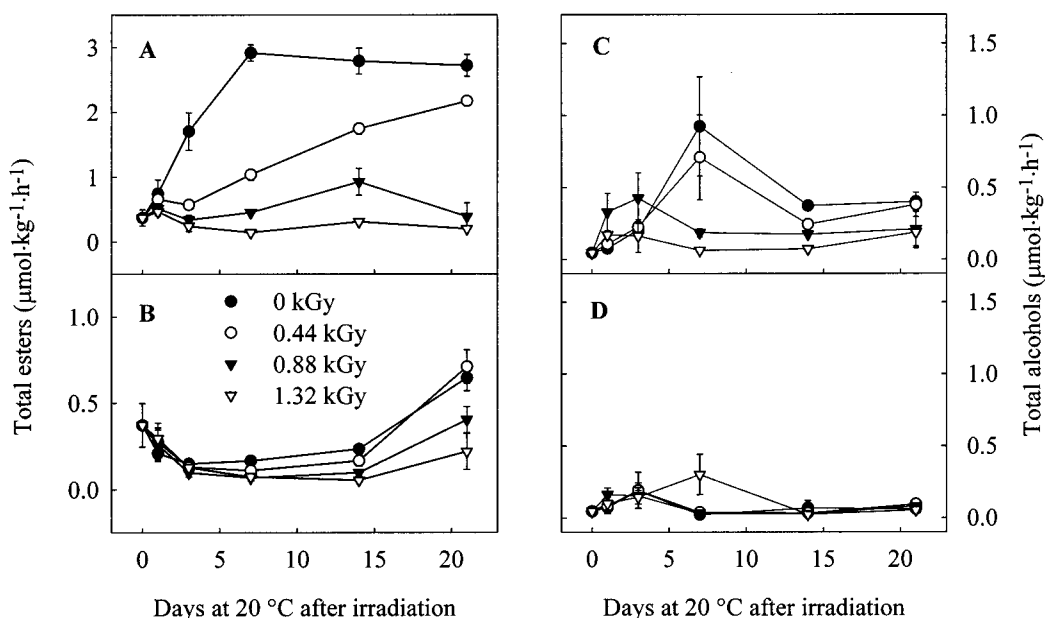 A
3
2
1
0
Total esters (μmol·kg⁻¹·h⁻¹)
B
0 kGy
0.44 kGy
0.88 kGy
1.32 kGy
1.0
0.5
0.0
0 5 10 15 20
Days at 20 °C after irradiation
C
1.5
1.0
0.5
0.0
Total alcohols (μmol·kg⁻¹·h⁻¹)
D
1.5
1.0
0.5
0.0
0 5 10 15 20
Days at 20 °C after irradiation